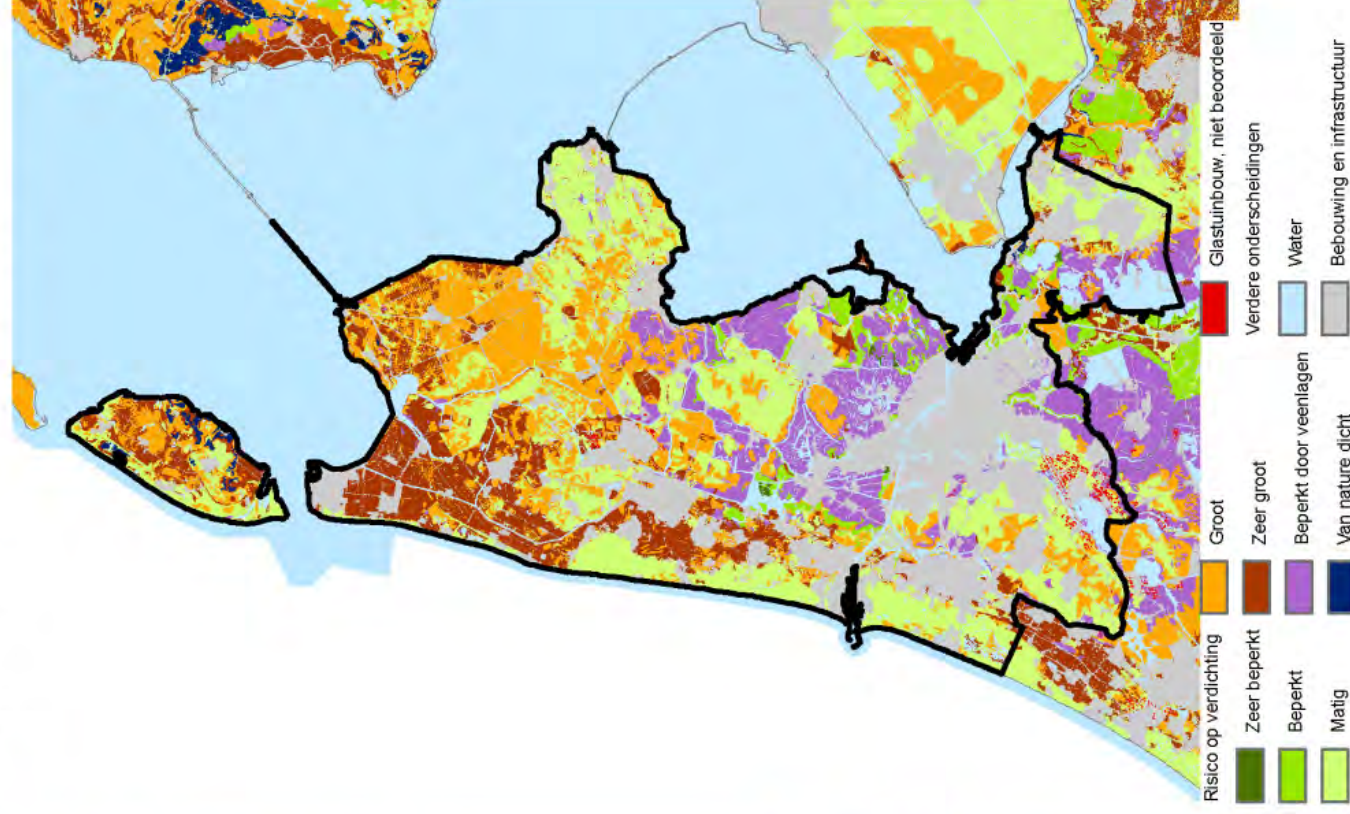 Risico op verdichting
Zeer beperkt
Beperkt
Matig
Groot
Zeer groot
Beperkt door veenlagen
Van nature dicht
Glastuinbouw, niet beoordeeld
Verdere onderscheidingen
Water
Bebouwing en infrastructuur